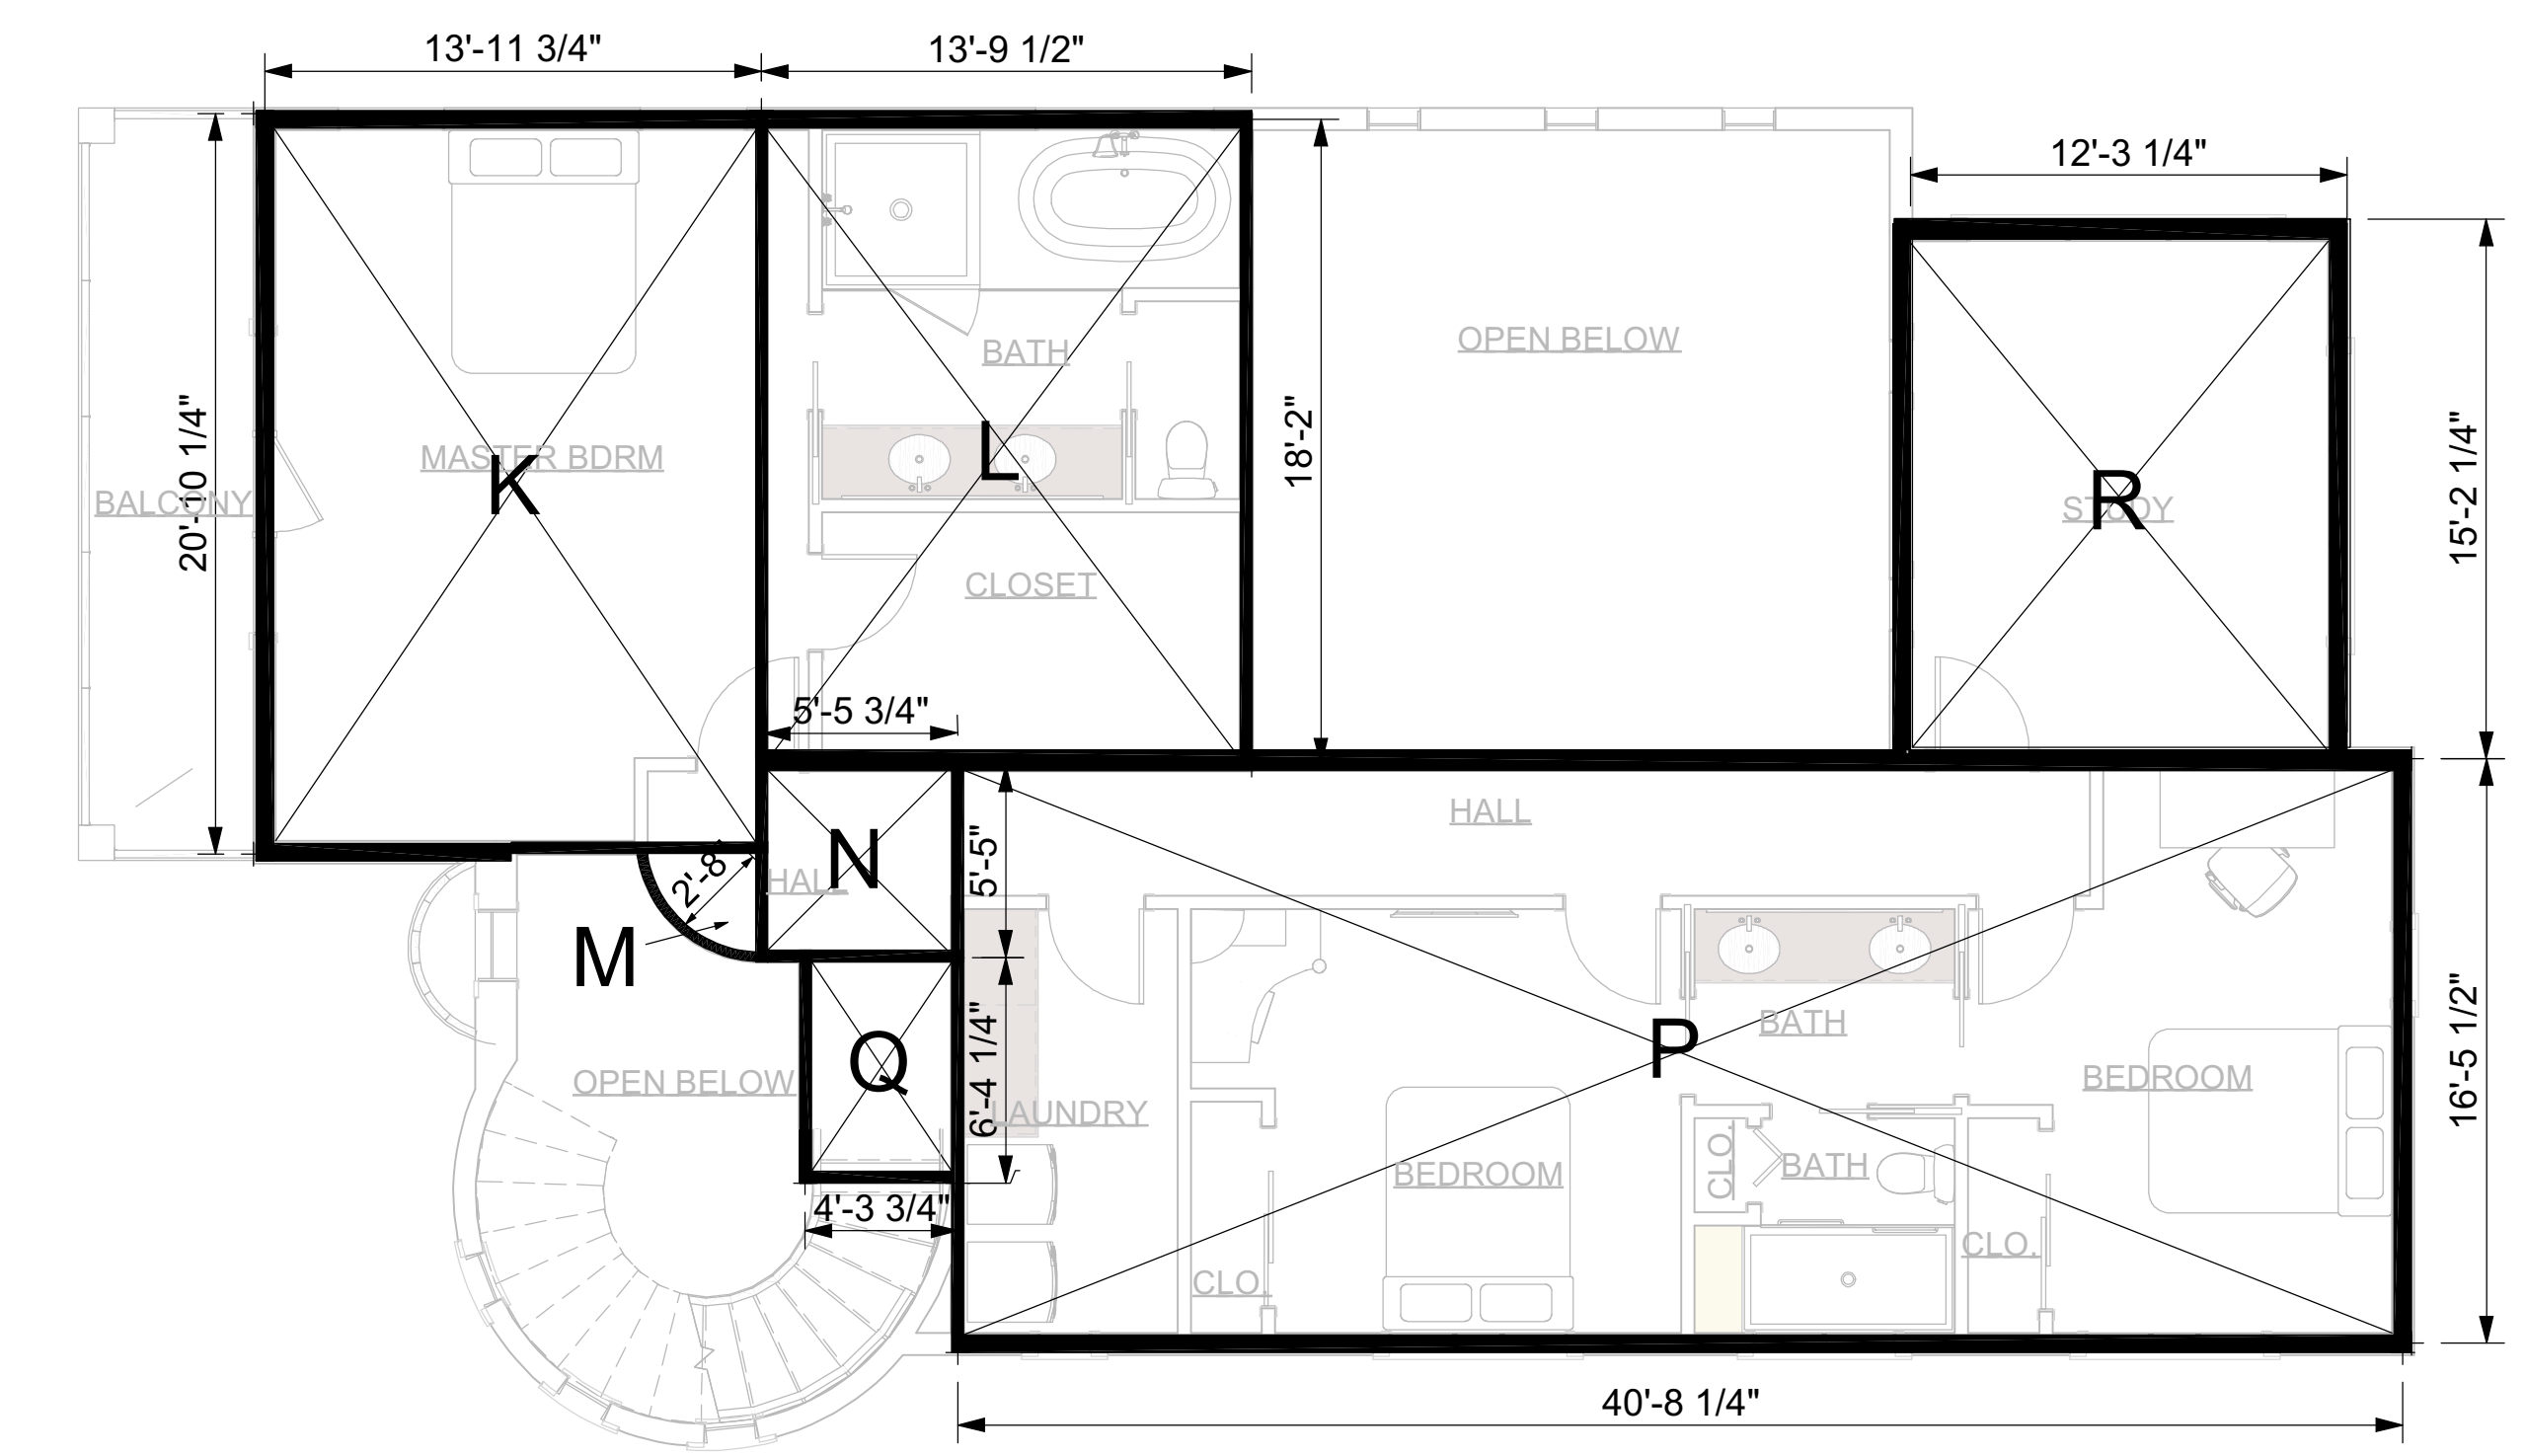 13'-11 3/4"
13'-9 1/2"
12'-3 1/4"
BATH
OPEN BELOW
MASTER BDRM
K
L
18'-2"
BALCONY
20'-10 1/4"
STUDY
R
15'-2 1/4"
CLOSET
5'-5 3/4"
HALL
N
HALL
5'-5"
2'-8"
M
Q
OPEN BELOW
6'-4 1/4"
LAUNDRY
P
BATH
BEDROOM
16'-5 1/2"
BEDROOM
CLO.
BATH
4'-3 3/4"
CLO.
CLO.
40'-8 1/4"